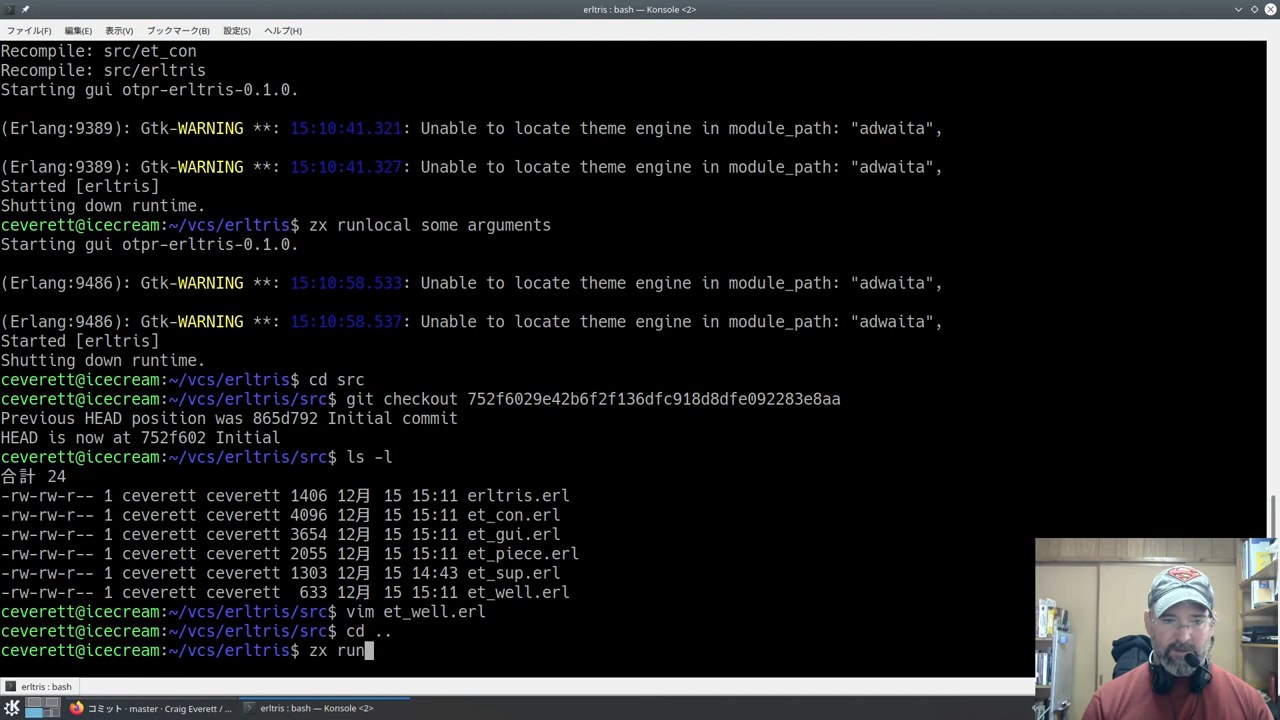 erltris : bash — Konsole <2>
ファイル(F) 編集(E) 表示(V) ブックマーク(B) 設定(S) ヘルプ(H)
Recompile: src/et_con
Recompile: src/erltris
Starting gui otpr-erltris-0.1.0.
(Erlang:9389): Gtk-WARNING **: 15:10:41.321: Unable to locate theme engine in module_path: "adwaita",
(Erlang:9389): Gtk-WARNING **: 15:10:41.327: Unable to locate theme engine in module_path: "adwaita",
Started [erltris]
Shutting down runtime.
ceverett@icecream:~/vcs/erltris$ zx runlocal some arguments
Starting gui otpr-erltris-0.1.0.
(Erlang:9486): Gtk-WARNING **: 15:10:58.533: Unable to locate theme engine in module_path: "adwaita",
(Erlang:9486): Gtk-WARNING **: 15:10:58.537: Unable to locate theme engine in module_path: "adwaita",
Started [erltris]
Shutting down runtime.
ceverett@icecream:~/vcs/erltris$ cd src
ceverett@icecream:~/vcs/erltris/src$ git checkout 752f6029e42b6f2f136dfc918d8dfe092283e8aa
Previous HEAD position was 865d792 Initial commit
HEAD is now at 752f602 Initial
ceverett@icecream:~/vcs/erltris/src$ ls -l
合計 24
-rw-rw-r-- 1 ceverett ceverett 1406 12月 15 15:11 erltris.erl
-rw-rw-r-- 1 ceverett ceverett 4096 12月 15 15:11 et_con.erl
-rw-rw-r-- 1 ceverett ceverett 3654 12月 15 15:11 et_gui.erl
-rw-rw-r-- 1 ceverett ceverett 2055 12月 15 15:11 et_piece.erl
-rw-rw-r-- 1 ceverett ceverett 1303 12月 15 14:43 et_sup.erl
-rw-rw-r-- 1 ceverett ceverett 633 12月 15 15:11 et_well.erl
ceverett@icecream:~/vcs/erltris/src$ vim et_well.erl
ceverett@icecream:~/vcs/erltris/src$ cd ..
ceverett@icecream:~/vcs/erltris$ zx run
erltris : bash
コミット · master · Craig Everett / ... erltris : bash — Konsole <2>